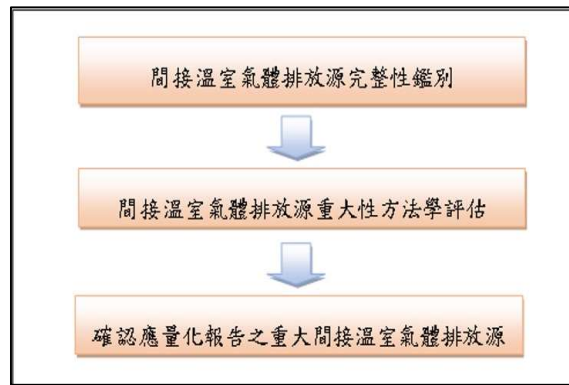 間接溫室氣體排放源完整性鑑別
間接溫室氣體排放源重大性方法學評估
確認應量化報告之重大間接溫室氣體排放源